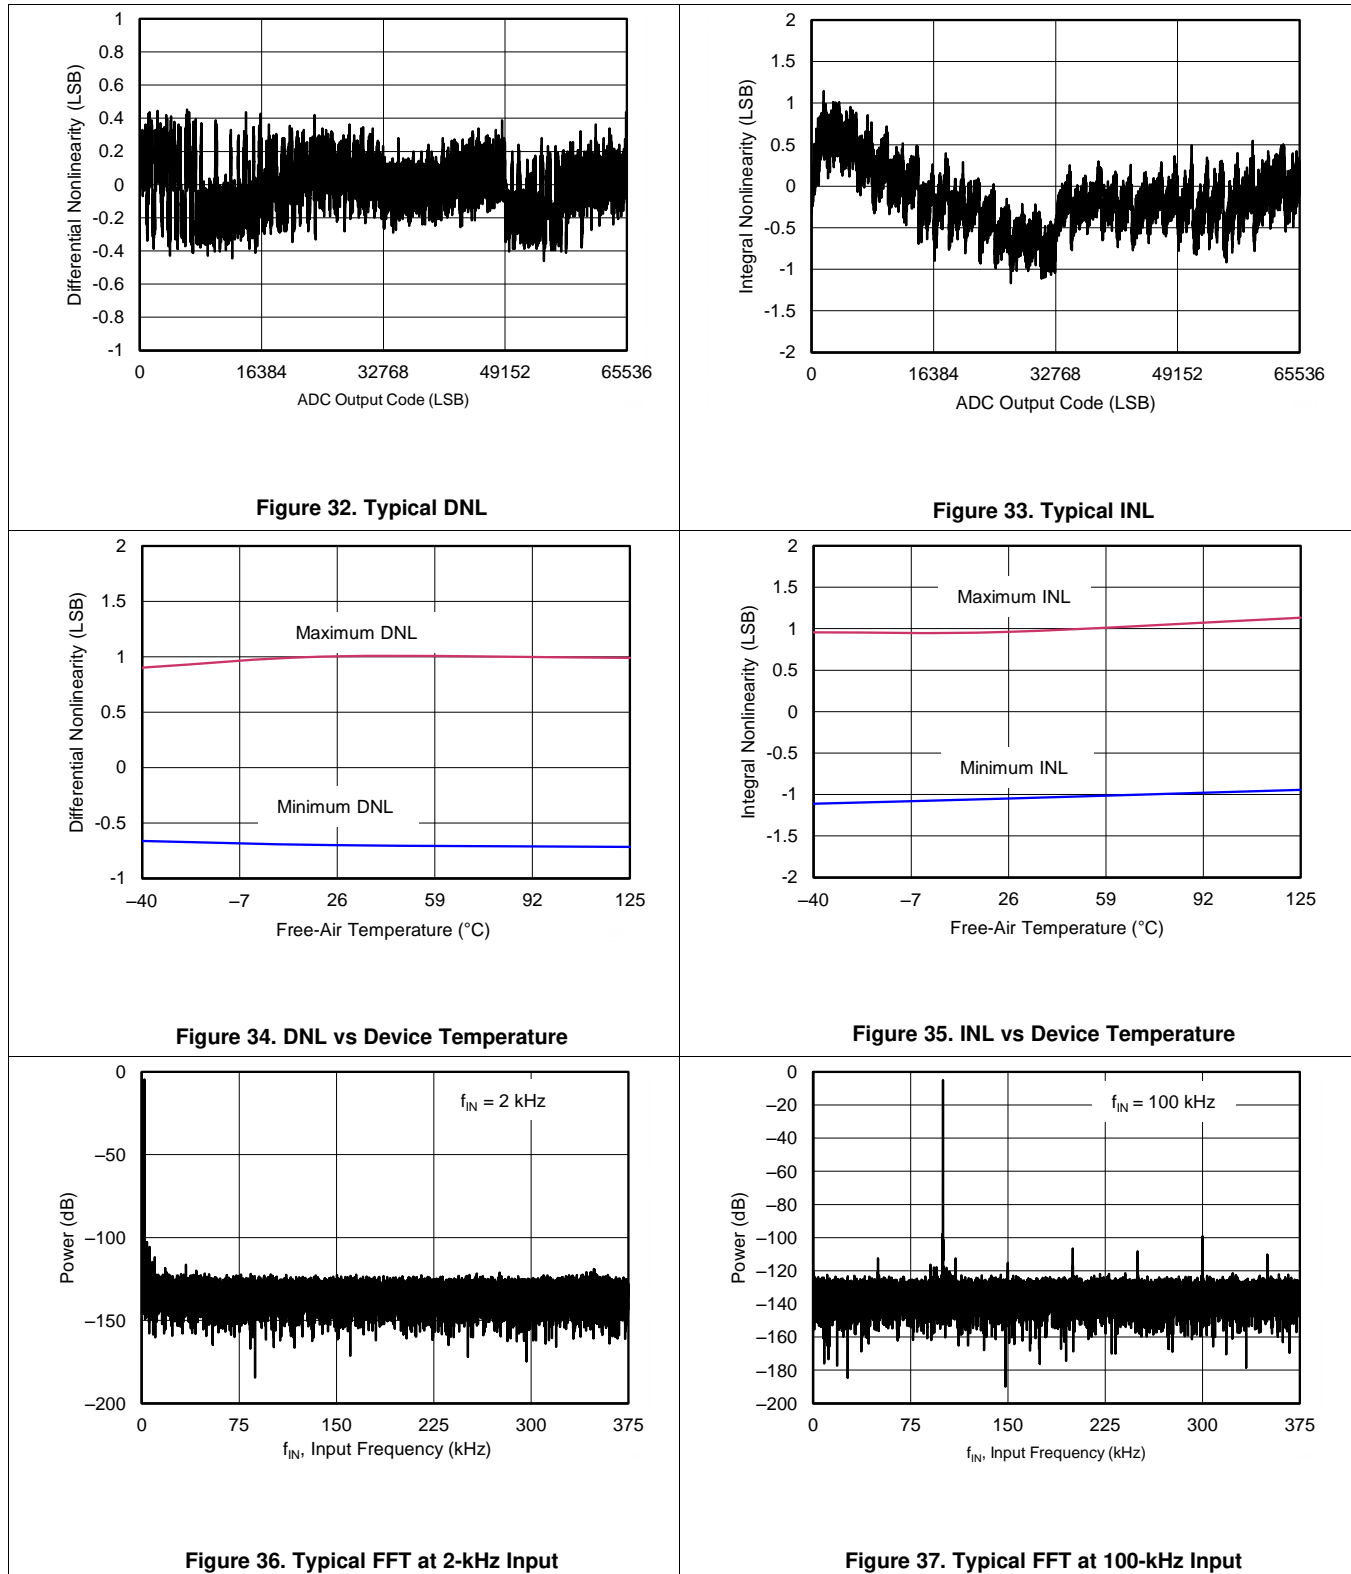 1
0.8
0.6
0.4
0.2
0
-0.2
-0.4
-0.6
-0.8
-1
Differential Nonlinearity (LSB)
0 16384 32768 49152 65536
ADC Output Code (LSB)
Figure 32. Typical DNL
2
1.5
1
0.5
0
-0.5
-1
-1.5
-2
Integral Nonlinearity (LSB)
0 16384 32768 49152 65536
ADC Output Code (LSB)
Figure 33. Typical INL
2
1.5
1
0.5
0
-0.5
-1
Differential Nonlinearity (LSB)
Maximum DNL
Minimum DNL
–40 –7 26 59 92 125
Free-Air Temperature (°C)
Figure 34. DNL vs Device Temperature
2
1.5
1
0.5
0
-0.5
-1
-1.5
-2
Integral Nonlinearity (LSB)
Maximum INL
Minimum INL
–40 –7 26 59 92 125
Free-Air Temperature (°C)
Figure 35. INL vs Device Temperature
0
–50
–100
–150
–200
Power (dB)
fIN = 2 kHz
0 75 150 225 300 375
fIN, Input Frequency (kHz)
Figure 36. Typical FFT at 2-kHz Input
0
–20
–40
–60
–80
–100
–120
–140
–160
–180
–200
Power (dB)
fIN = 100 kHz
0 75 150 225 300 375
fIN, Input Frequency (kHz)
Figure 37. Typical FFT at 100-kHz Input